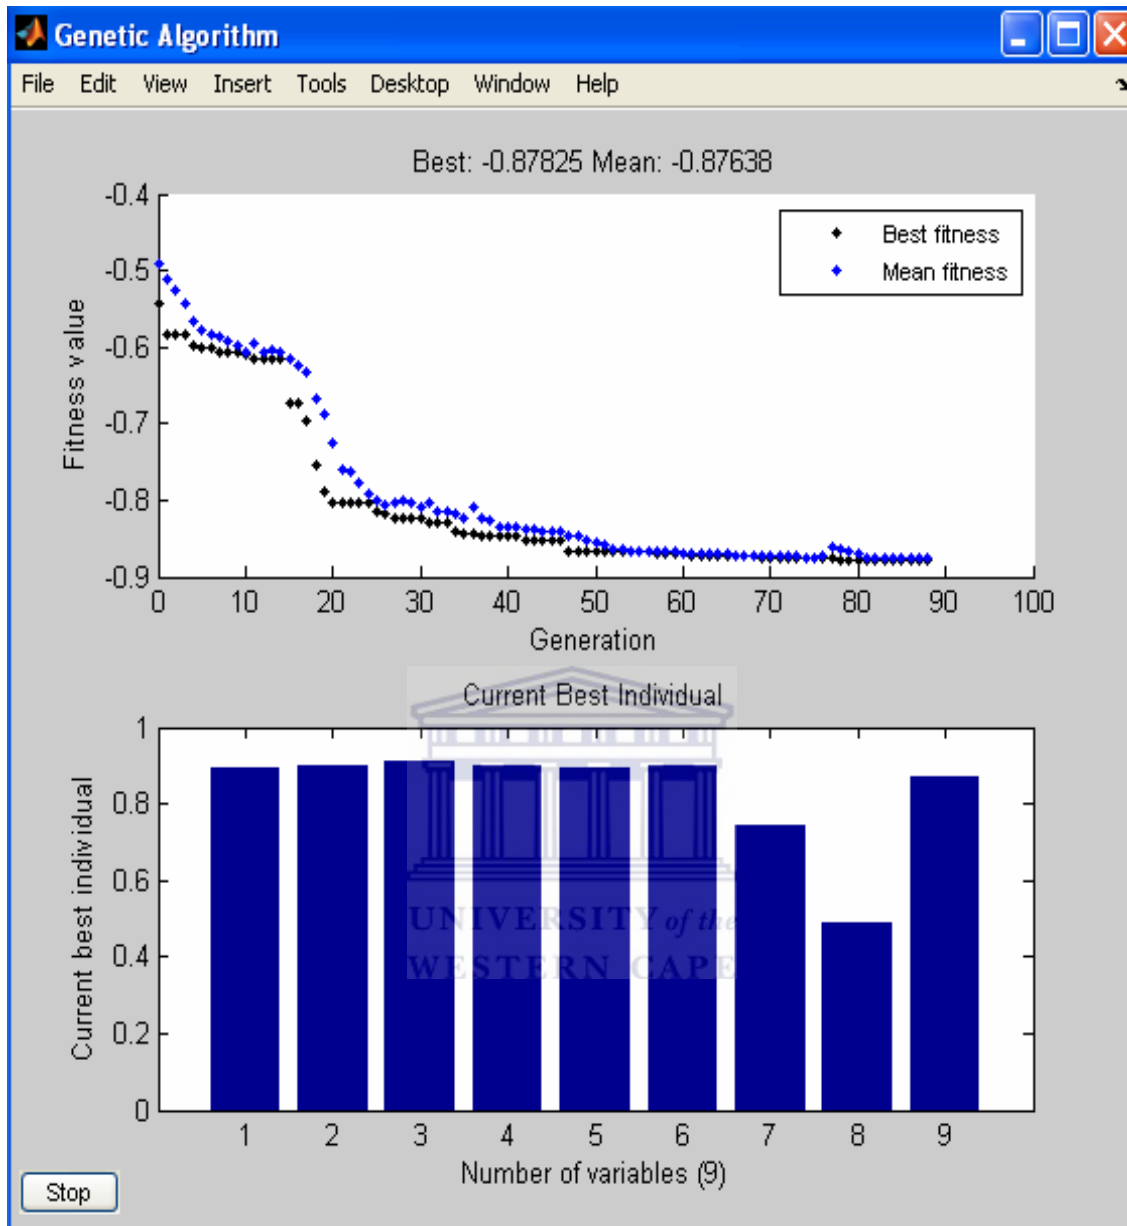 Genetic Algorithm
File Edit View Insert Tools Desktop Window Help
Best: -0.87825 Mean: -0.87638
-0.4
-0.5
-0.6
-0.7
-0.8
-0.9
Fitness value
Best fitness
Mean fitness
0 10 20 30 40 50 60 70 80 90 100
Generation
Current Best Individual
1
0.8
0.6
0.4
0.2
0
Current best individual
UNIVERSITY of the
WESTERN CAPE
1 2 3 4 5 6 7 8 9
Number of variables (9)
Stop